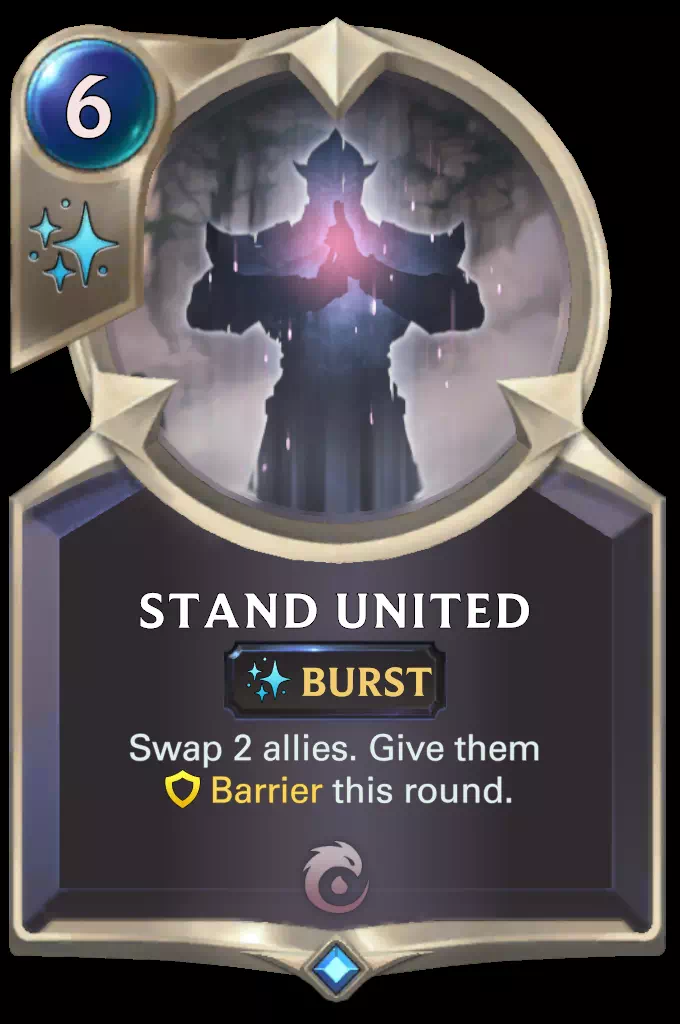 6
STAND UNITED
BURST
Swap 2 allies. Give them
Barrier this round.